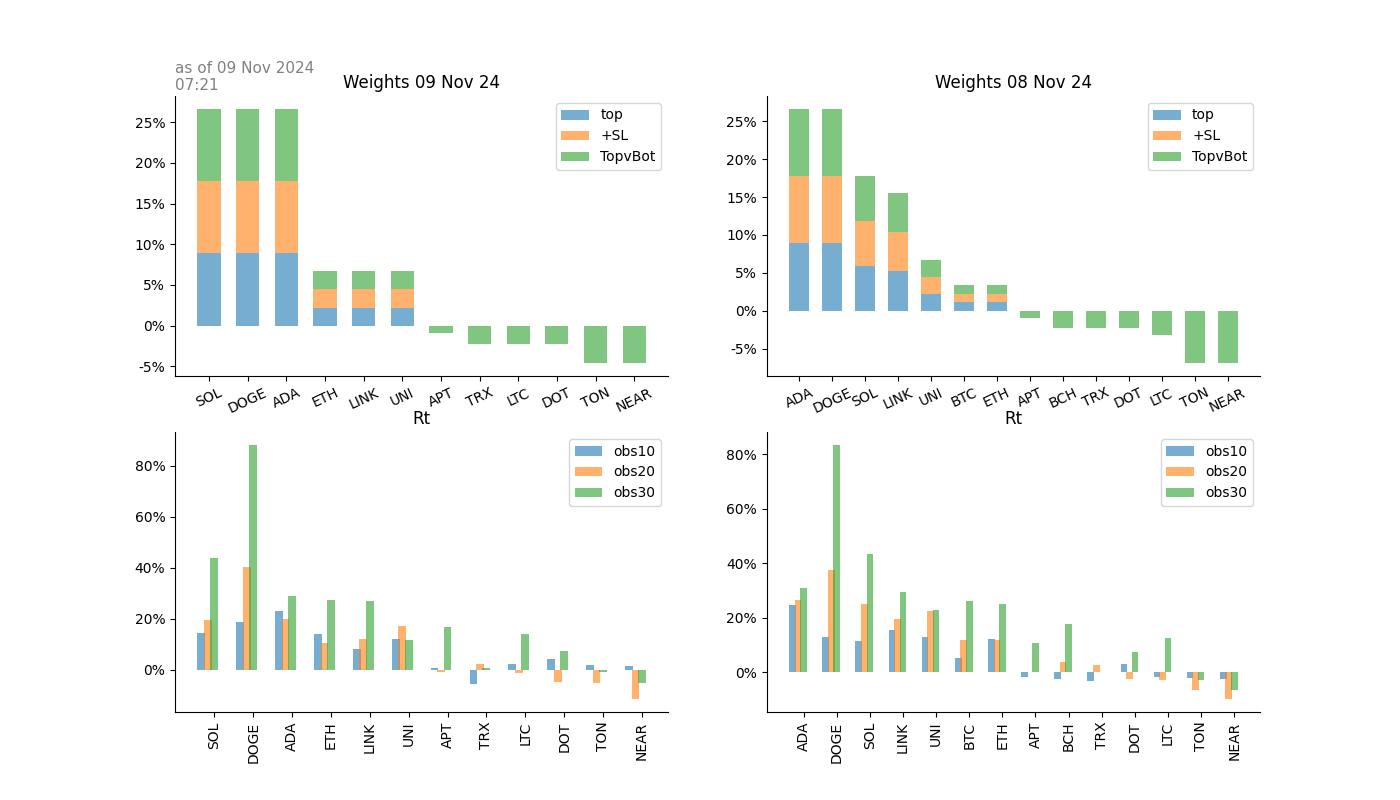 as of 09 Nov 2024
07:21
Weights 09 Nov 24
25%
20%
15%
10%
5%
0%
-5%
top
+SL
TopvBot
SOL DOGE ADA ETH LINK UNI APT TRX LTC DOT TON NEAR
Weights 08 Nov 24
25%
20%
15%
10%
5%
0%
-5%
top
+SL
TopvBot
ADA DOGE SOL LINK UNI BTC ETH APT BCH TRX DOT LTC TON NEAR
Rt
80%
60%
40%
20%
0%
obs10
obs20
obs30
SOL DOGE ADA ETH LINK UNI APT TRX LTC DOT TON NEAR
Rt
80%
60%
40%
20%
0%
obs10
obs20
obs30
ADA DOGE SOL LINK UNI BTC ETH APT BCH TRX DOT LTC TON NEAR